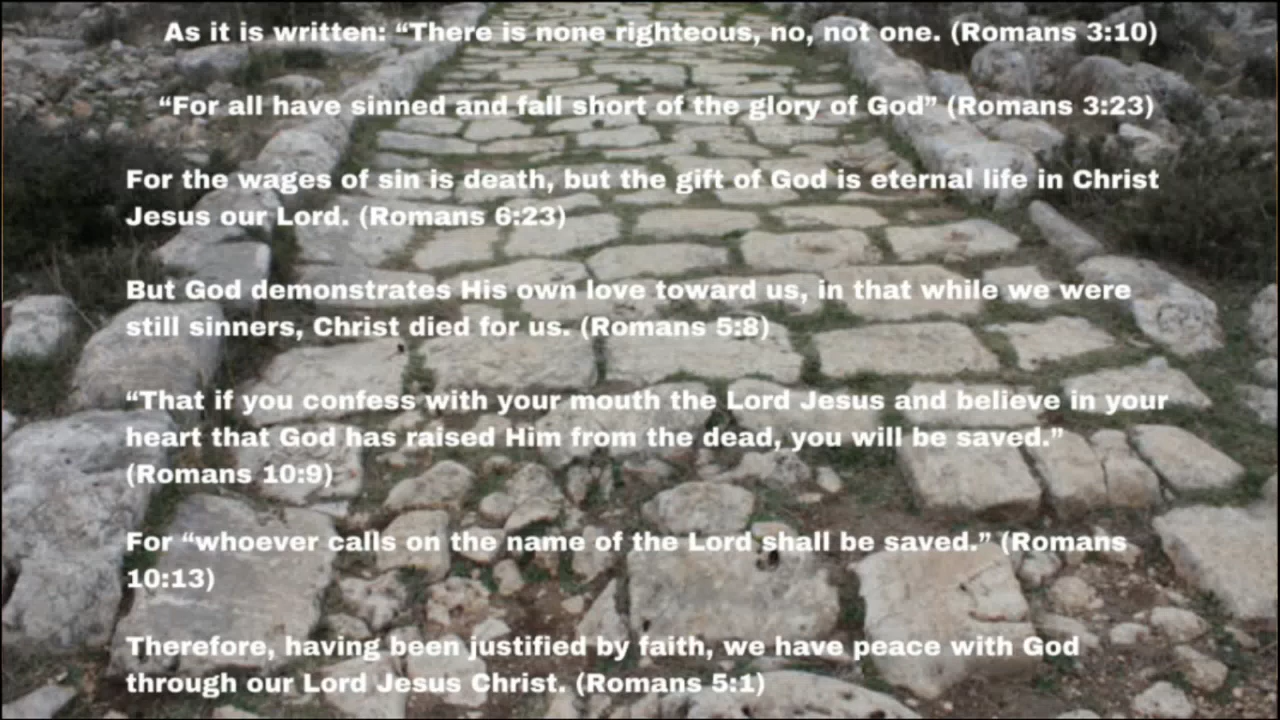 As it is written: “There is none righteous, no, not one. (Romans 3:10)
“For all have sinned and fall short of the glory of God” (Romans 3:23)
For the wages of sin is death, but the gift of God is eternal life in Christ
Jesus our Lord. (Romans 6:23)
But God demonstrates His own love toward us, in that while we were
still sinners, Christ died for us. (Romans 5:8)
“That if you confess with your mouth the Lord Jesus and believe in your
heart that God has raised Him from the dead, you will be saved.”
(Romans 10:9)
For “whoever calls on the name of the Lord shall be saved.” (Romans
10:13)
Therefore, having been justified by faith, we have peace with God
through our Lord Jesus Christ. (Romans 5:1)